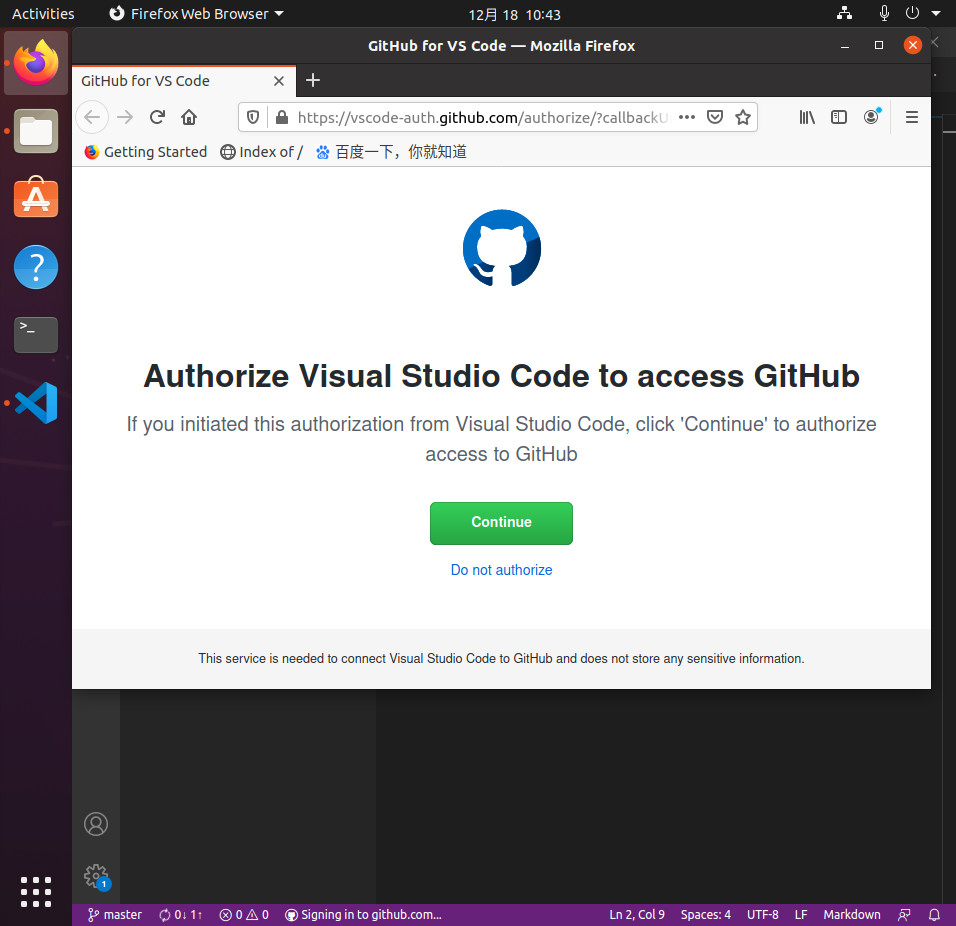 Activities Firefox Web Browser 12月 18 10:43
GitHub for VS Code — Mozilla Firefox
GitHub for VS Code
https://vscode-auth.github.com/authorize/?callbackU
Getting Started Index of / 百度一下，你就知道
Authorize Visual Studio Code to access GitHub
If you initiated this authorization from Visual Studio Code, click 'Continue' to authorize
access to GitHub
Continue
Do not authorize
This service is needed to connect Visual Studio Code to GitHub and does not store any sensitive information.
1
master 0↓ 1↑ 0 0 Signing in to github.com... Ln 2, Col 9 Spaces: 4 UTF-8 LF Markdown